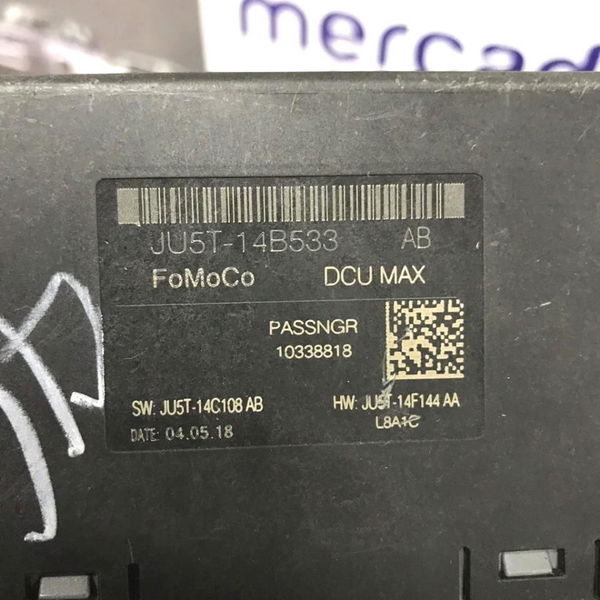 mercad
JU5T-14B533 AB
FoMoCo DCU MAX
PASSNGR
10338818
SW: JU5T-14C108 AB HW: JU5T-14F144 AA
DATE: 04.05.18 L8A1C